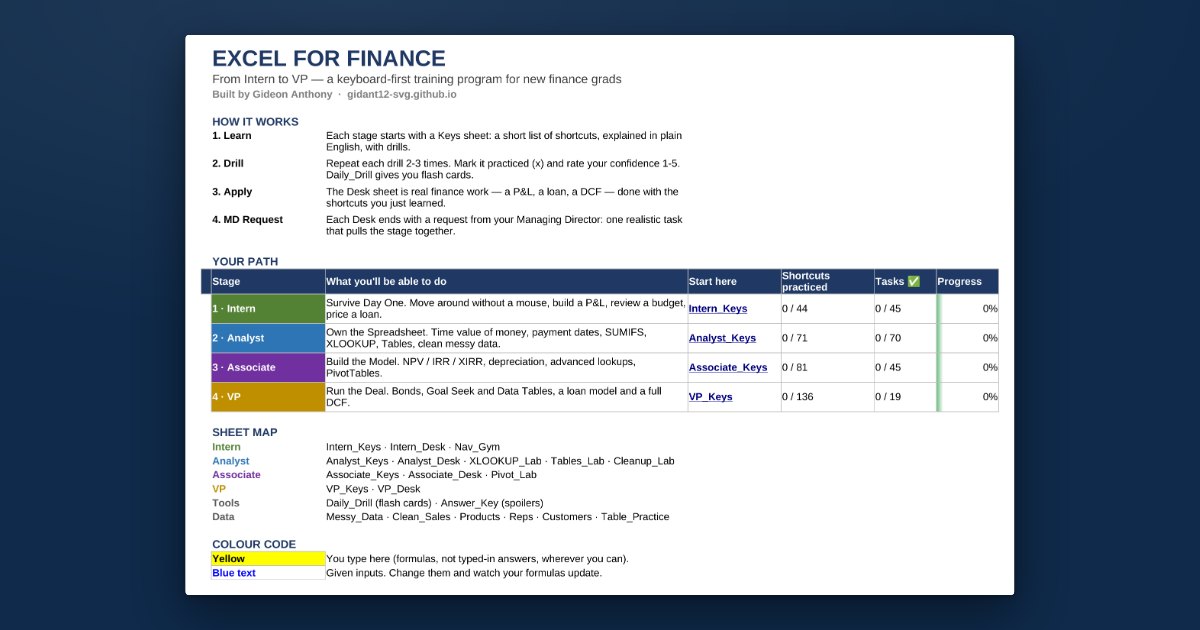 EXCEL FOR FINANCE
From Intern to VP — a keyboard-first training program for new finance grads
Built by Gideon Anthony · gidant12-svg.github.io
HOW IT WORKS
1. Learn Each stage starts with a Keys sheet: a short list of shortcuts, explained in plain
English, with drills.
2. Drill Repeat each drill 2-3 times. Mark it practiced (x) and rate your confidence 1-5.
Daily_Drill gives you flash cards.
3. Apply The Desk sheet is real finance work — a P&L, a loan, a DCF — done with the
shortcuts you just learned.
4. MD Request Each Desk ends with a request from your Managing Director: one realistic task
that pulls the stage together.
YOUR PATH
Stage What you'll be able to do Start here Shortcuts practiced Tasks ✅ Progress
1 · Intern Survive Day One. Move around without a mouse, build a P&L, review a budget,
price a loan. Intern_Keys 0 / 44 0 / 45 0%
2 · Analyst Own the Spreadsheet. Time value of money, payment dates, SUMIFS,
XLOOKUP, Tables, clean messy data. Analyst_Keys 0 / 71 0 / 70 0%
3 · Associate Build the Model. NPV / IRR / XIRR, depreciation, advanced lookups,
PivotTables. Associate_Keys 0 / 81 0 / 45 0%
4 · VP Run the Deal. Bonds, Goal Seek and Data Tables, a loan model and a full
DCF. VP_Keys 0 / 136 0 / 19 0%
SHEET MAP
Intern Intern_Keys · Intern_Desk · Nav_Gym
Analyst Analyst_Keys · Analyst_Desk · XLOOKUP_Lab · Tables_Lab · Cleanup_Lab
Associate Associate_Keys · Associate_Desk · Pivot_Lab
VP VP_Keys · VP_Desk
Tools Daily_Drill (flash cards) · Answer_Key (spoilers)
Data Messy_Data · Clean_Sales · Products · Reps · Customers · Table_Practice
COLOUR CODE
Yellow You type here (formulas, not typed-in answers, wherever you can).
Blue text Given inputs. Change them and watch your formulas update.